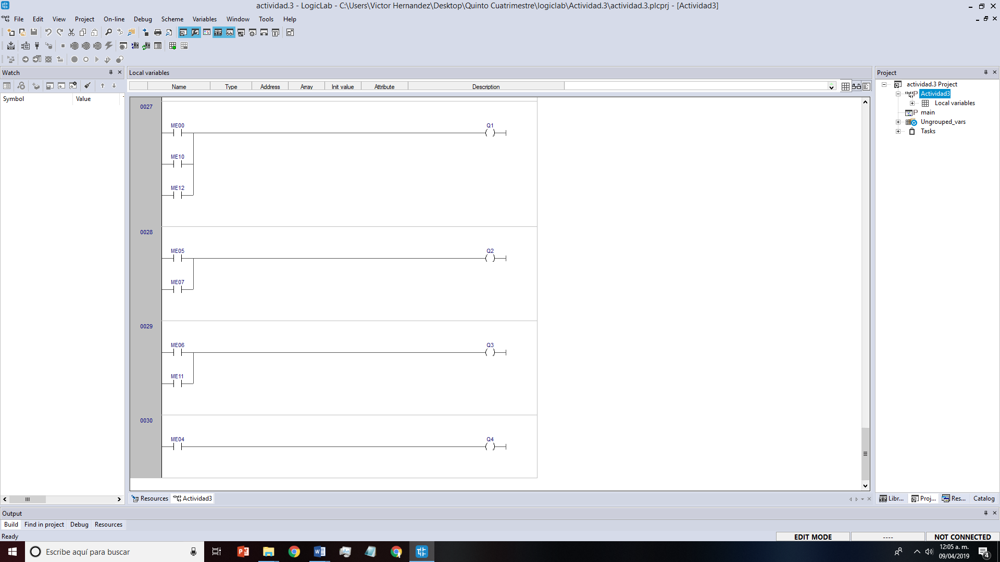 actividad.3 - LogicLab - C:\Users\Victor Hernandez\Desktop\Quinto Cuatrimestre\logiclab\Actividad.3\actividad.3.plcprj - [Actividad3]
File Edit View Project On-line Debug Scheme Variables Window Tools Help
Watch
Symbol Value
Local variables
Name Type Address Array Init value Attribute Description
0027
ME00 Q1
ME10
ME12
0028
ME05 Q2
ME07
0029
ME06 Q3
ME11
0030
ME04 Q4
Resources Actividad3
Project
actividad.3 Project
Actividad3
Local variables
main
Ungrouped_vars
Tasks
Libr... Proj... Res... Catalog
Output
Build Find in project Debug Resources
Ready
EDIT MODE ---- NOT CONNECTED
Escribe aquí para buscar
12:05 a. m.
09/04/2019
4